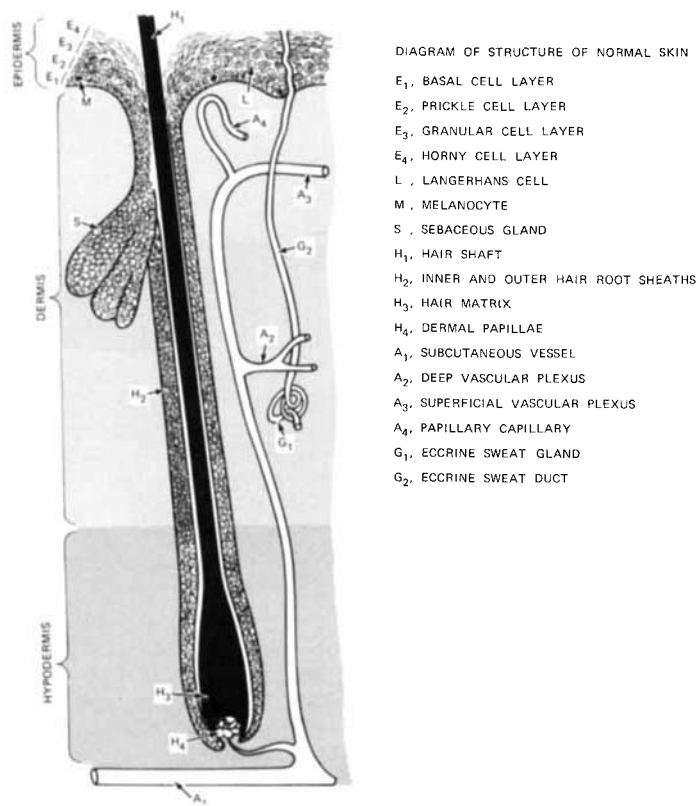 H₁
E₄
E₃
E₂
E₁
EPIDERMIS
M
L
A₄
A₃
S
G₂
DERMIS
A₂
H₂
G₁
HYPODERMIS
H₃
H₄
A₁
DIAGRAM OF STRUCTURE OF NORMAL SKIN
E₁, BASAL CELL LAYER
E₂, PRICKLE CELL LAYER
E₃, GRANULAR CELL LAYER
E₄, HORNY CELL LAYER
L , LANGERHANS CELL
M , MELANOCYTE
S , SEBACEOUS GLAND
H₁, HAIR SHAFT
H₂, INNER AND OUTER HAIR ROOT SHEATHS
H₃, HAIR MATRIX
H₄, DERMAL PAPILLAE
A₁, SUBCUTANEOUS VESSEL
A₂, DEEP VASCULAR PLEXUS
A₃, SUPERFICIAL VASCULAR PLEXUS
A₄, PAPILLARY CAPILLARY
G₁, ECCRINE SWEAT GLAND
G₂, ECCRINE SWEAT DUCT